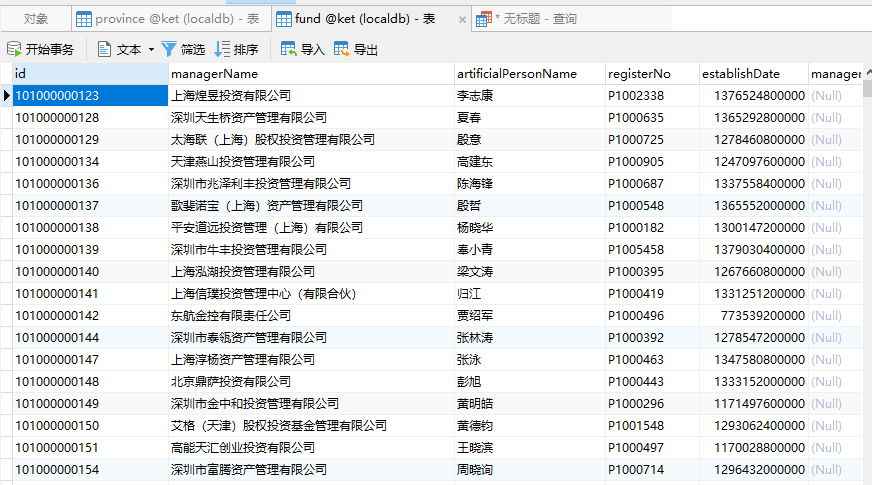 对象 province @ket (localdb) - 表 fund @ket (localdb) - 表 × * 无标题 - 查询
开始事务 文本 筛选 排序 导入 导出
id managerName artificialPersonName registerNo establishDate manager
101000000123 上海煌昱投资有限公司 李志康 P1002338 1376524800000 (Null)
101000000128 深圳天生桥资产管理有限公司 夏春 P1000635 1365292800000 (Null)
101000000129 太海联（上海）股权投资管理有限公司 殷意 P1000725 1278460800000 (Null)
101000000134 天津燕山投资管理有限公司 高建东 P1000905 1247097600000 (Null)
101000000136 深圳市兆泽利丰投资管理有限公司 陈海锋 P1000687 1337558400000 (Null)
101000000137 歌斐诺宝（上海）资产管理有限公司 殷哲 P1000548 1365552000000 (Null)
101000000138 平安道远投资管理（上海）有限公司 杨晓华 P1000182 1300147200000 (Null)
101000000139 深圳市牛丰投资管理有限公司 秦小青 P1005458 1379030400000 (Null)
101000000140 上海泓湖投资管理有限公司 梁文涛 P1000395 1267660800000 (Null)
101000000141 上海信璞投资管理中心（有限合伙） 归江 P1000419 1331251200000 (Null)
101000000142 东航金控有限责任公司 贾绍军 P1000496 773539200000 (Null)
101000000144 深圳市泰瓴资产管理有限公司 张林涛 P1000392 1278547200000 (Null)
101000000147 上海淳杨资产管理有限公司 张泳 P1000463 1347580800000 (Null)
101000000148 北京鼎萨投资有限公司 彭旭 P1000443 1333152000000 (Null)
101000000149 深圳市金中和投资管理有限公司 黄明皓 P1000296 1171497600000 (Null)
101000000150 艾格（天津）股权投资基金管理有限公司 黄德钧 P1001548 1293062400000 (Null)
101000000151 高能天汇创业投资有限公司 王晓滨 P1000497 1170028800000 (Null)
101000000154 深圳市富腾资产管理有限公司 周晓询 P1000714 1296432000000 (Null)